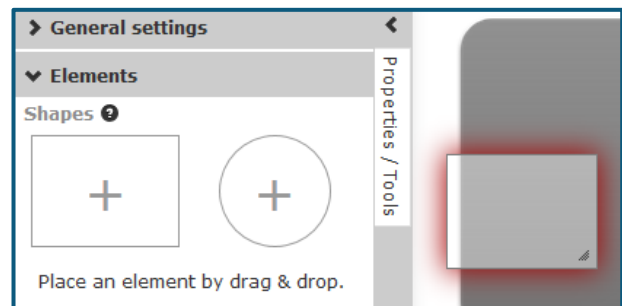 General settings
Elements
Shapes
Place an element by drag & drop.
Properties / Tools